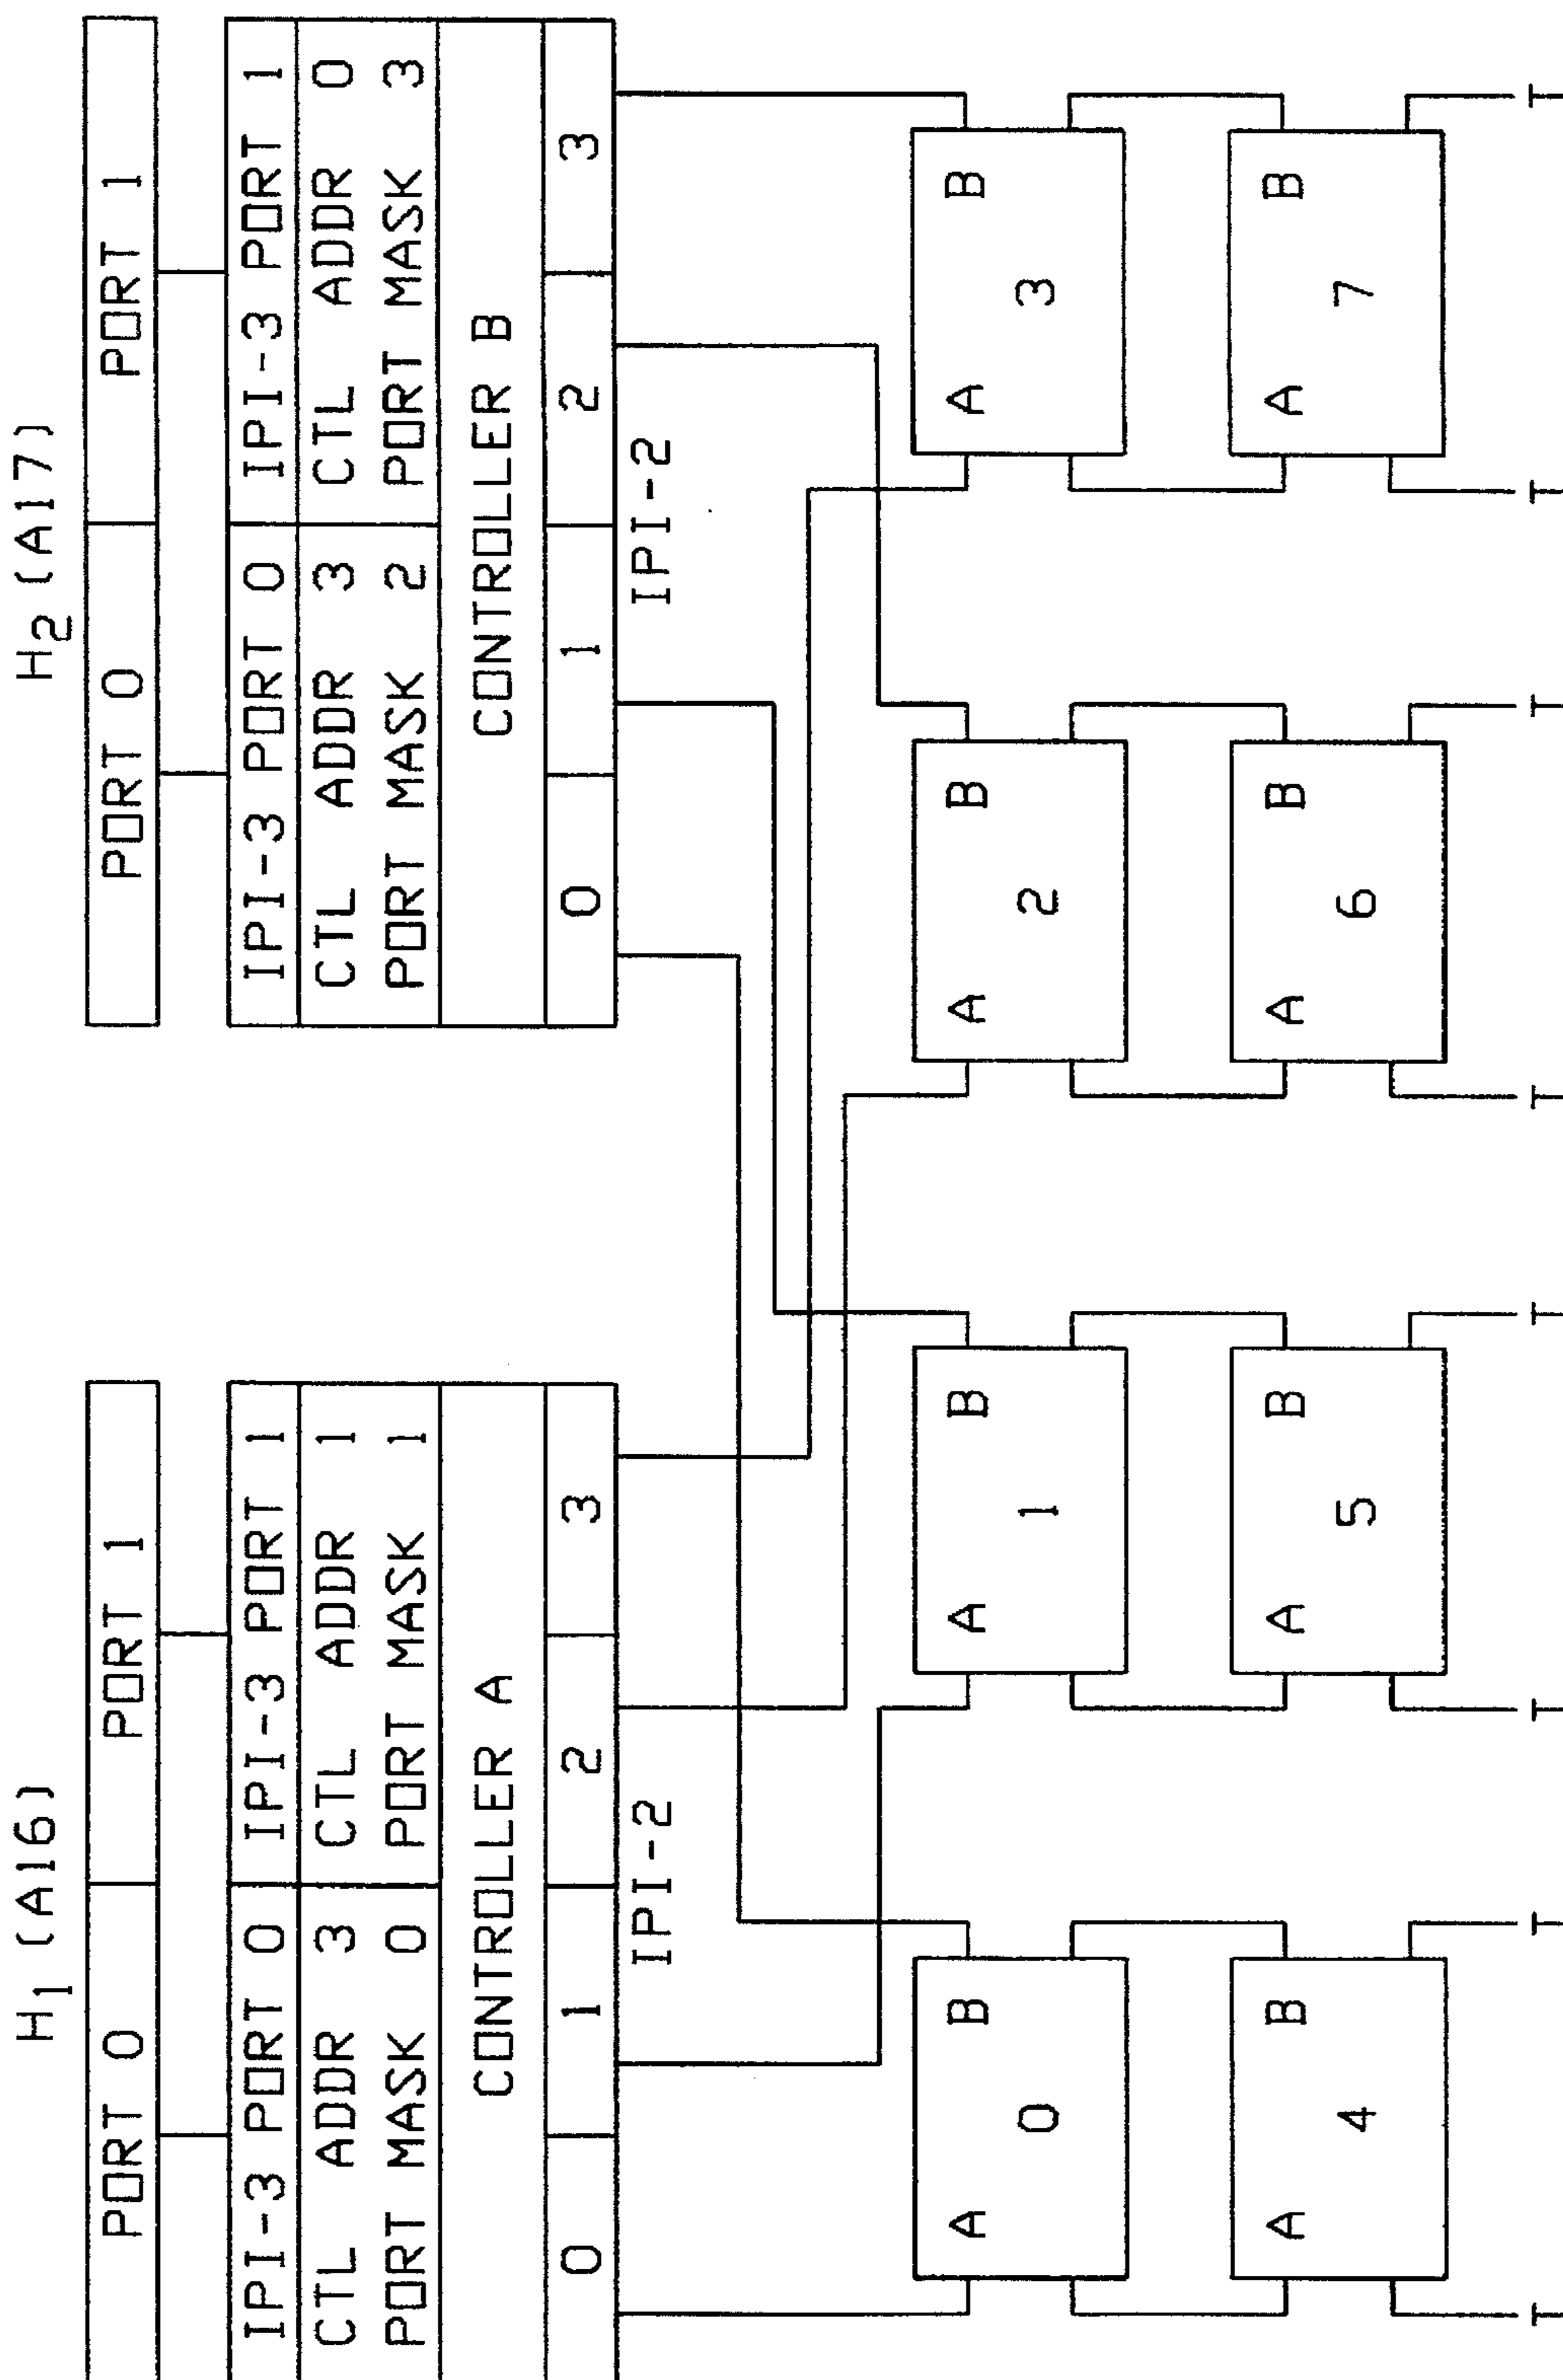 H1 (A16)
PORT 0 PORT 1
IPI-3 PORT 0 IPI-3 PORT 1
CTL ADDR 3 CTL ADDR 1
PORT MASK 0 PORT MASK 1
CONTROLLER A
0 1 2 3
IPI-2
H2 (A17)
PORT 0 PORT 1
IPI-3 PORT 0 IPI-3 PORT 1
CTL ADDR 3 CTL ADDR 0
PORT MASK 2 PORT MASK 3
CONTROLLER B
0 1 2 3
IPI-2
A B
0
A B
1
A B
2
A B
3
A B
4
A B
5
A B
6
A B
7
T T T T T T T T